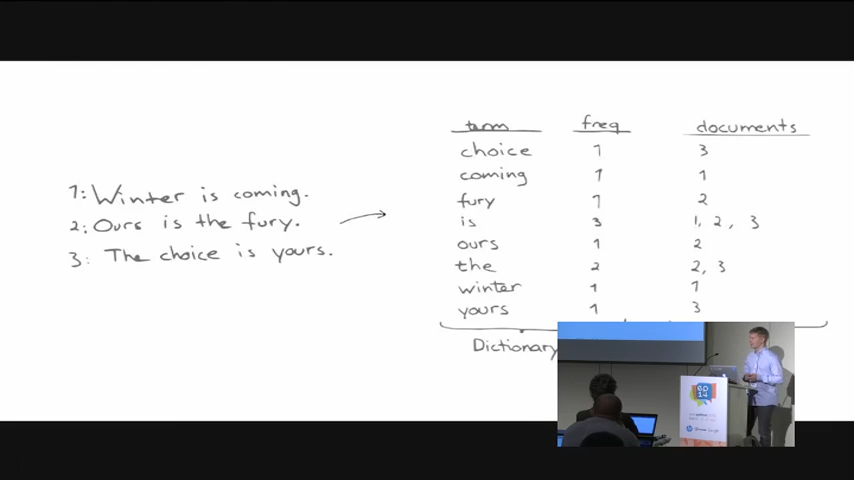 1: Winter is coming.
2: Ours is the fury.
3: The choice is yours.
term freq documents
choice 1 3
coming 1 1
fury 1 2
is 3 1, 2, 3
ours 1 2
the 2 2, 3
winter 1 1
yours 1 3
Dictionary
ep
14